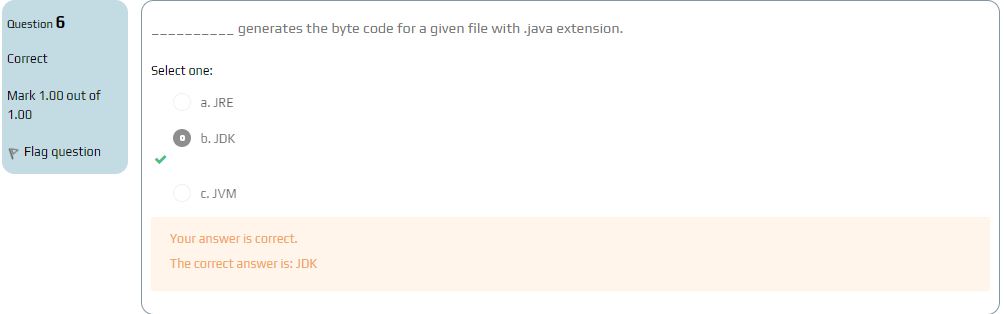 Question 6
Correct
Mark 1.00 out of
1.00
Flag question
__________ generates the byte code for a given file with .java extension.
Select one:
a. JRE
b. JDK
c. JVM
Your answer is correct.
The correct answer is: JDK